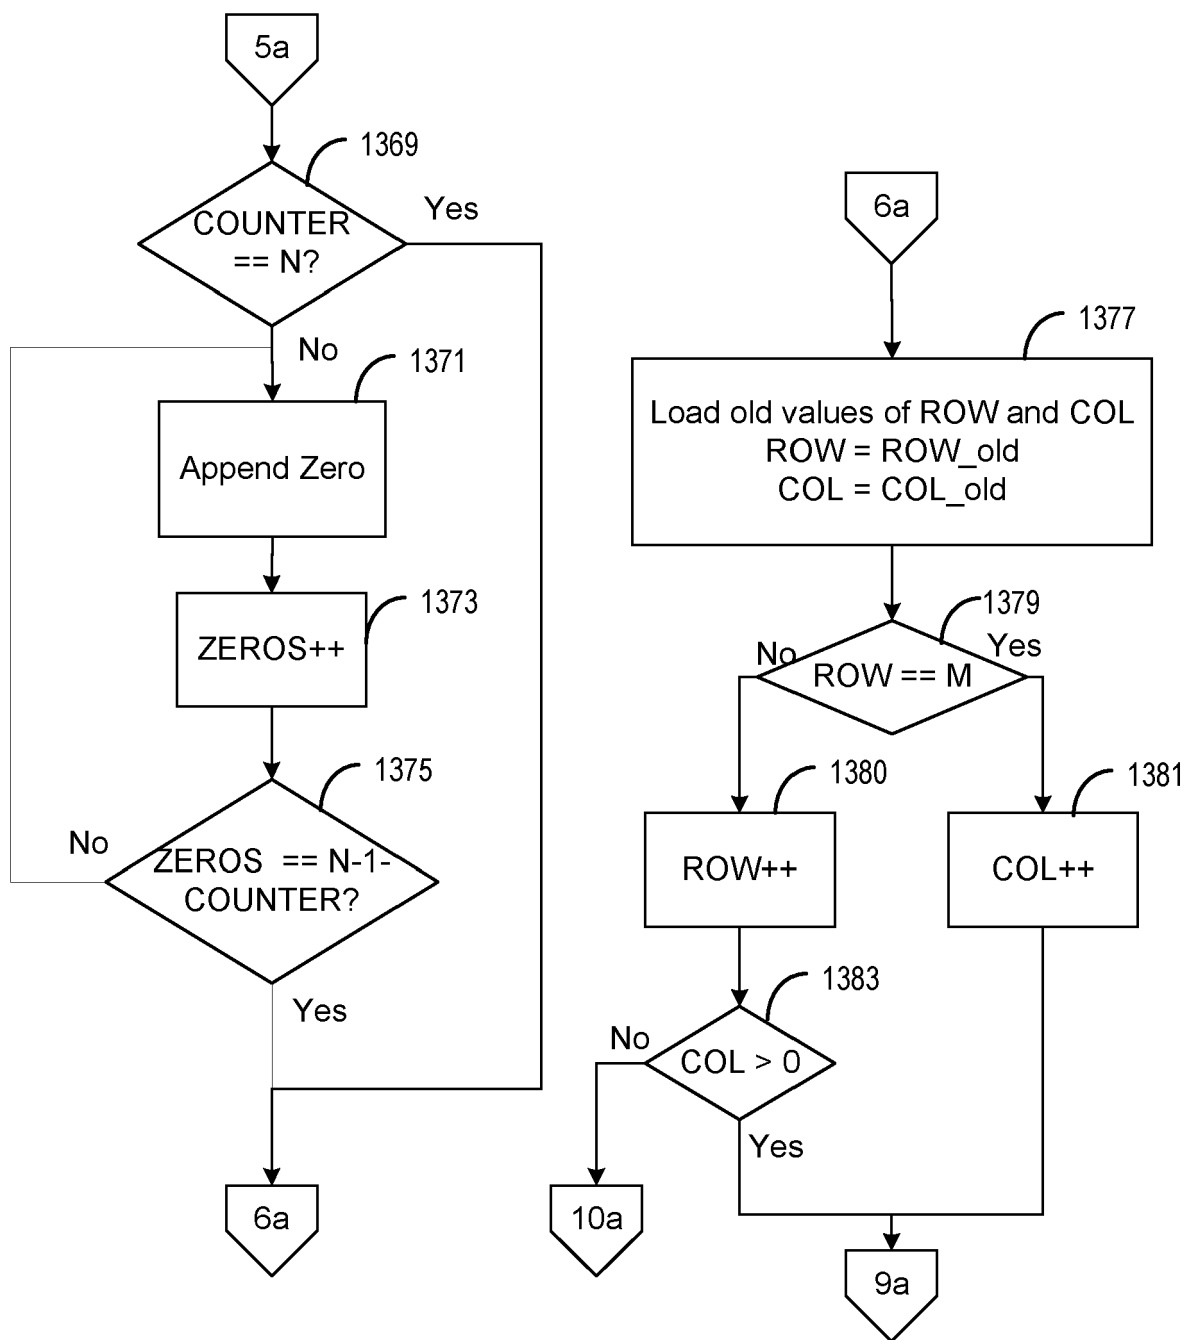 5a
1369
COUNTER
== N?
Yes
No
1371
Append Zero
1373
ZEROS++
1375
ZEROS == N-1-
COUNTER?
No
Yes
6a
6a
1377
Load old values of ROW and COL
ROW = ROW_old
COL = COL_old
1379
No
Yes
ROW == M
1380
1381
ROW++
COL++
1383
No
COL > 0
Yes
10a
9a